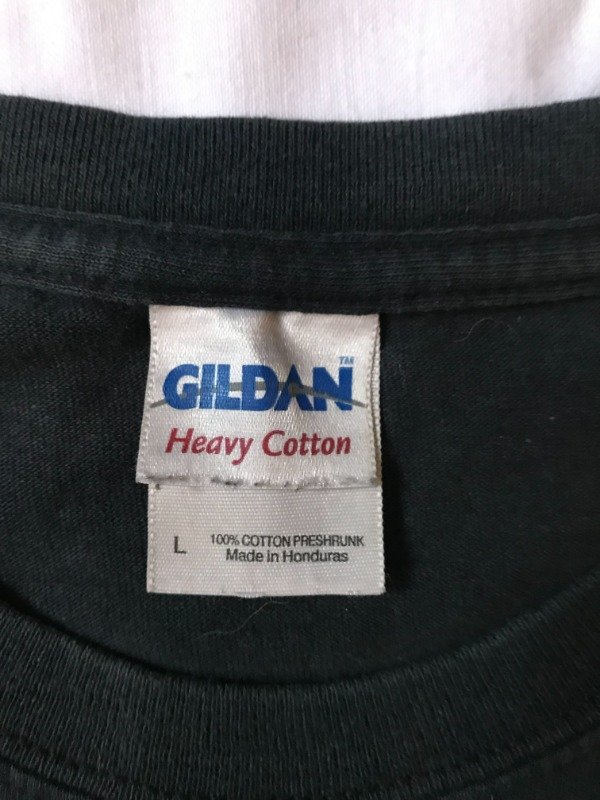 GILDAN™
Heavy Cotton
L
100% COTTON PRESHRUNK
Made in Honduras